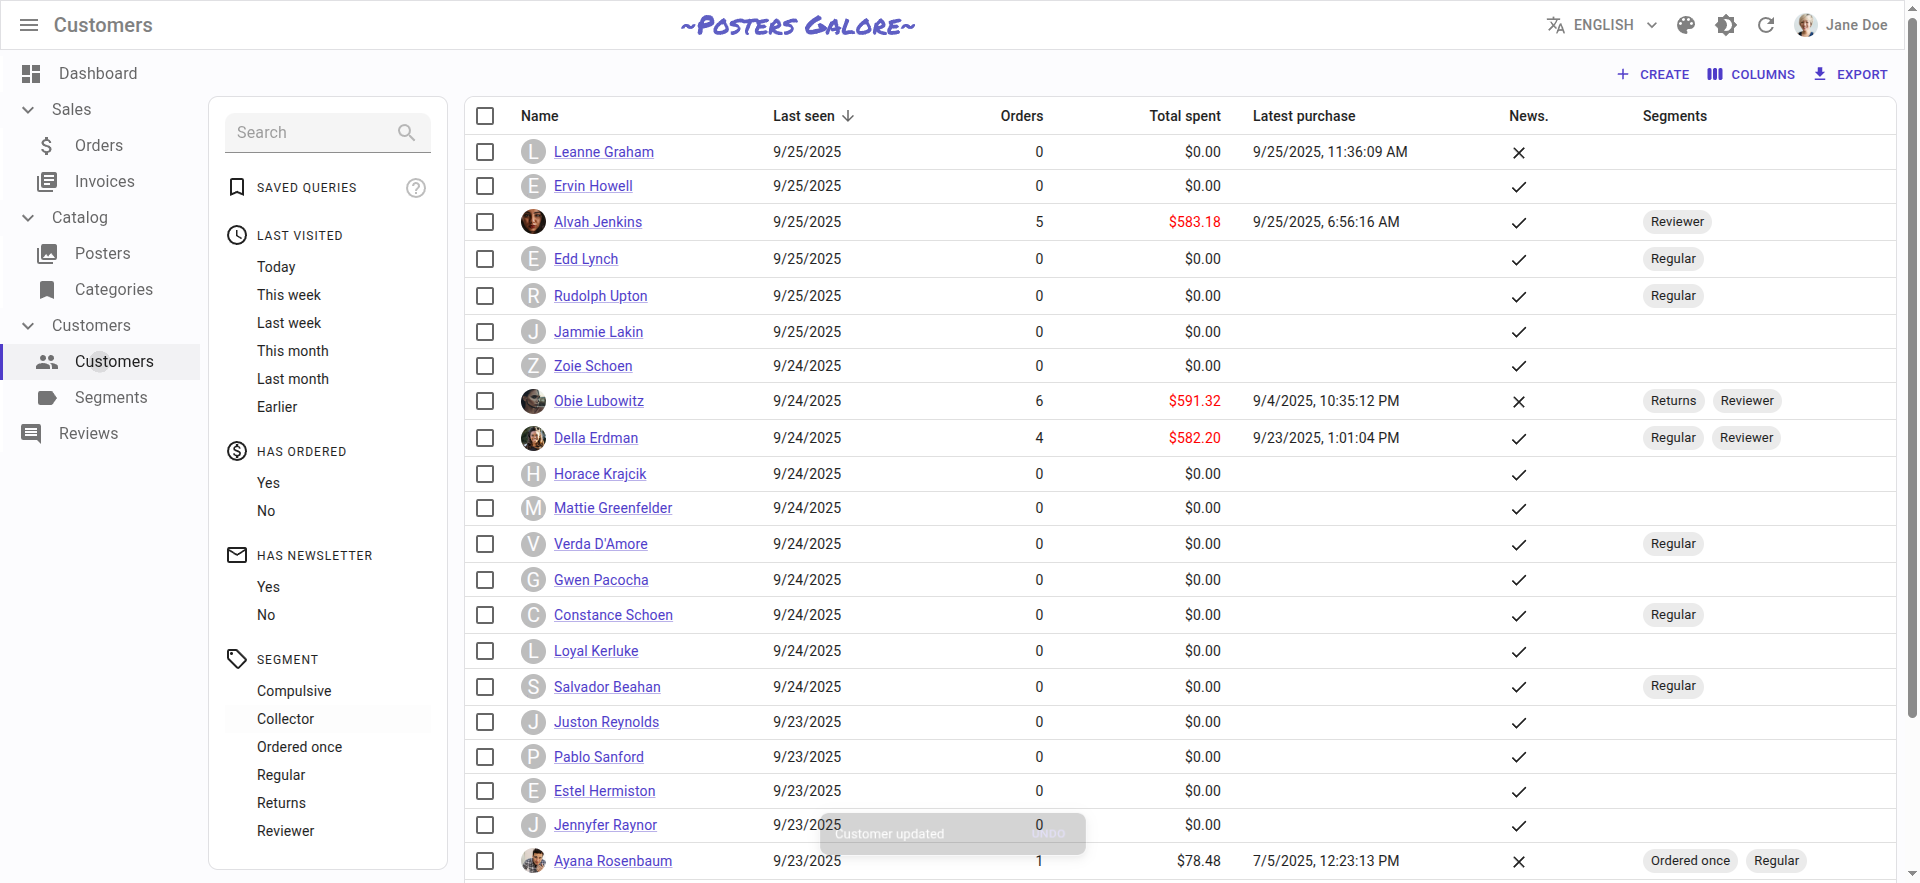 Customers
~Posters Galore~
ENGLISH
Jane Doe
Dashboard
Sales
Orders
Invoices
Catalog
Posters
Categories
Customers
Customers
Segments
Reviews
CREATE
COLUMNS
EXPORT
Search
SAVED QUERIES
LAST VISITED
Today
This week
Last week
This month
Last month
Earlier
HAS ORDERED
Yes
No
HAS NEWSLETTER
Yes
No
SEGMENT
Compulsive
Collector
Ordered once
Regular
Returns
Reviewer
Name Last seen Orders Total spent Latest purchase News. Segments
L Leanne Graham 9/25/2025 0 $0.00 9/25/2025, 11:36:09 AM
E Ervin Howell 9/25/2025 0 $0.00
Alvah Jenkins 9/25/2025 5 $583.18 9/25/2025, 6:56:16 AM Reviewer
E Edd Lynch 9/25/2025 0 $0.00 Regular
R Rudolph Upton 9/25/2025 0 $0.00 Regular
J Jammie Lakin 9/25/2025 0 $0.00
Z Zoie Schoen 9/24/2025 0 $0.00
Obie Lubowitz 9/24/2025 6 $591.32 9/4/2025, 10:35:12 PM Returns Reviewer
Della Erdman 9/24/2025 4 $582.20 9/23/2025, 1:01:04 PM Regular Reviewer
H Horace Krajcik 9/24/2025 0 $0.00
M Mattie Greenfelder 9/24/2025 0 $0.00
V Verda D'Amore 9/24/2025 0 $0.00 Regular
G Gwen Pacocha 9/24/2025 0 $0.00
C Constance Schoen 9/24/2025 0 $0.00 Regular
L Loyal Kerluke 9/24/2025 0 $0.00
S Salvador Beahan 9/24/2025 0 $0.00 Regular
J Juston Reynolds 9/23/2025 0 $0.00
P Pablo Sanford 9/23/2025 0 $0.00
E Estel Hermiston 9/23/2025 0 $0.00
J Jennyfer Raynor 9/23/2025 0 $0.00
Customer updated UNDO
Ayana Rosenbaum 9/23/2025 1 $78.48 7/5/2025, 12:23:13 PM Ordered once Regular